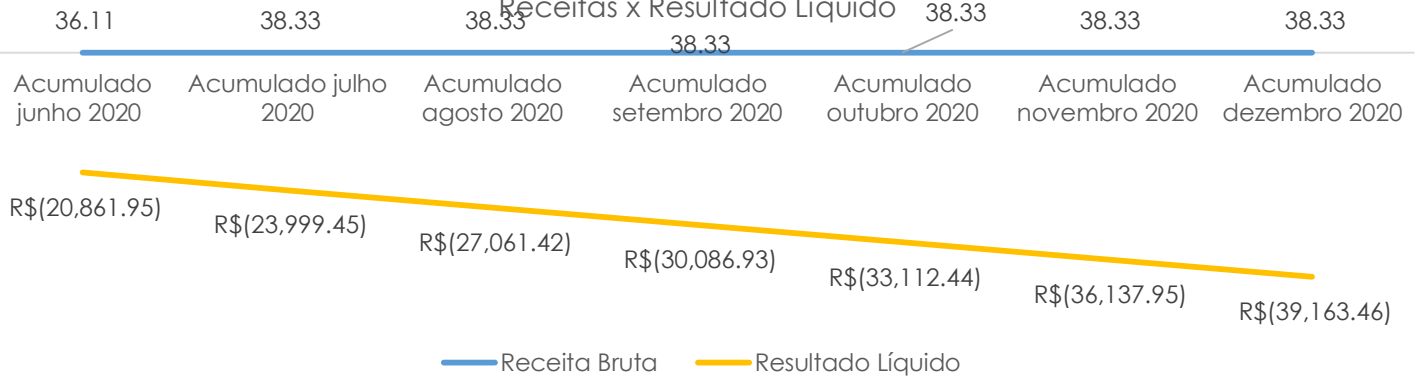 Receitas x Resultado Líquido
36.11
38.33
38.33
38.33
38.33
38.33
38.33
Acumulado
junho 2020
Acumulado julho
2020
Acumulado
agosto 2020
Acumulado
setembro 2020
Acumulado
outubro 2020
Acumulado
novembro 2020
Acumulado
dezembro 2020
R$(20,861.95)
R$(23,999.45)
R$(27,061.42)
R$(30,086.93)
R$(33,112.44)
R$(36,137.95)
R$(39,163.46)
Receita Bruta
Resultado Líquido